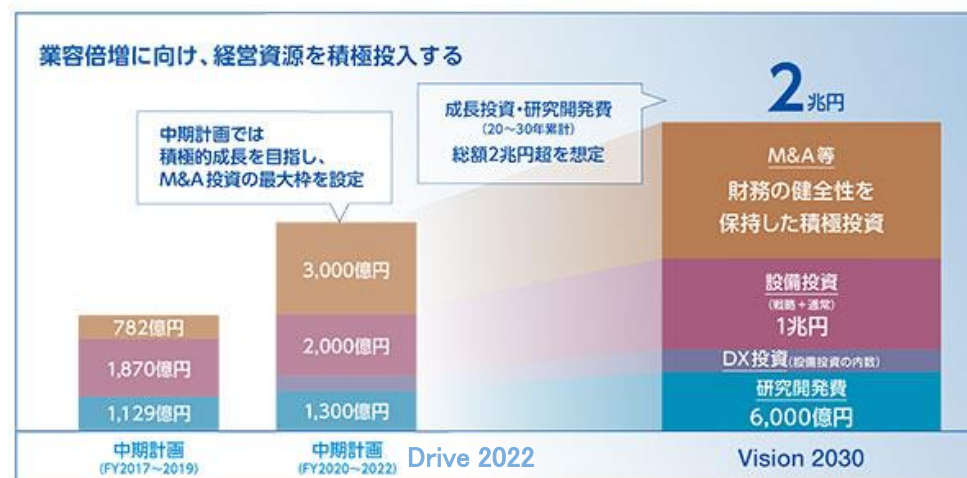 業容倍増に向け、経営資源を積極投入する
中期計画では
積極的成長を目指し、
M&A投資の最大枠を設定
成長投資・研究開発費
(20～30年累計)
総額2兆円超を想定
2兆円
782億円
1,870億円
1,129億円
3,000億円
2,000億円
1,300億円
M&A等
財務の健全性を
保持した積極投資
設備投資
(戦略+通常)
1兆円
DX投資(設備投資の内数)
研究開発費
6,000億円
中期計画
(FY2017～2019)
中期計画
(FY2020～2022)
Drive 2022
Vision 2030